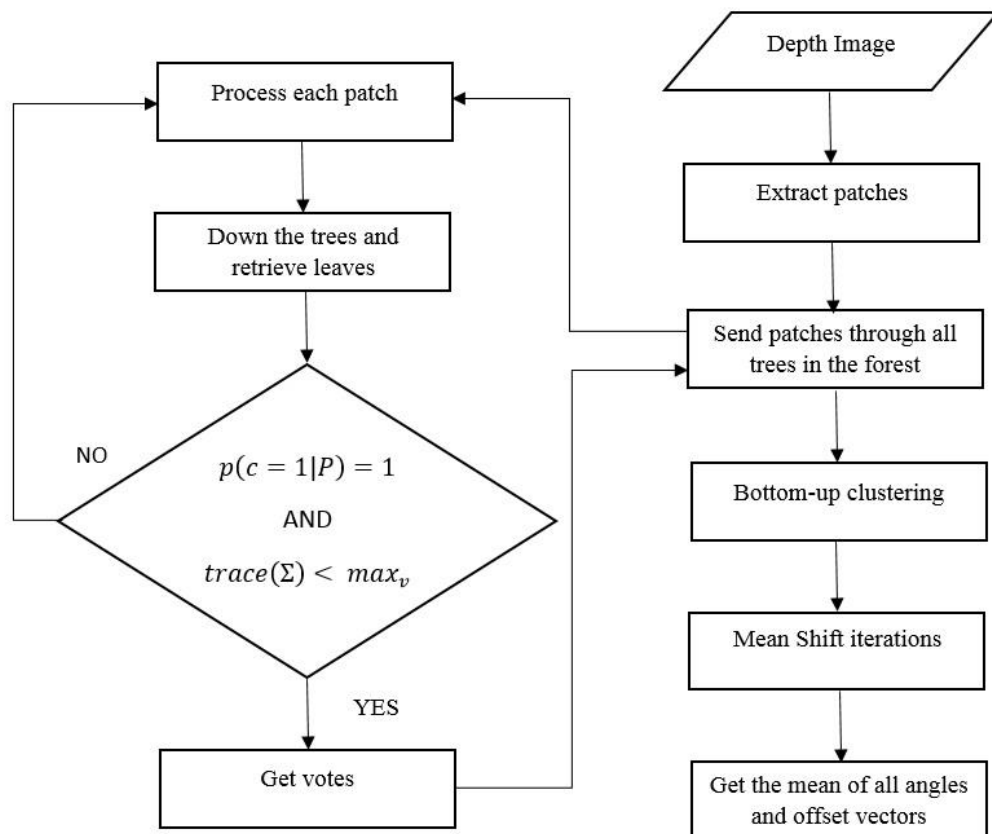 Depth Image
Process each patch
Extract patches
Down the trees and
retrieve leaves
Send patches through all
trees in the forest
NO
p(c = 1|P) = 1
AND
trace(Σ) < max_v
Bottom-up clustering
Mean Shift iterations
YES
Get votes
Get the mean of all angles
and offset vectors